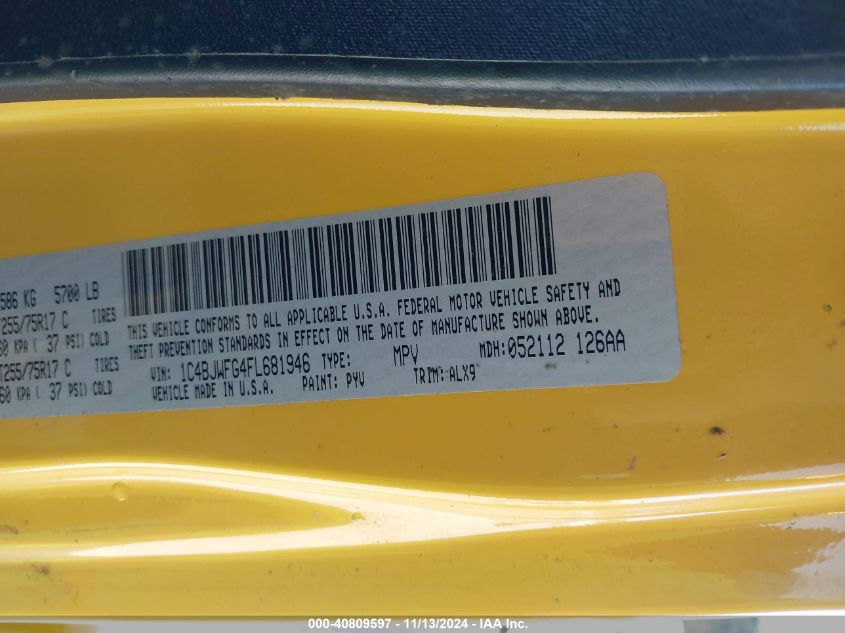 586 KG 5700 LB
255/75R17 C TIRES
60 KPA ( 37 PSI) COLD
T255/75R17 C TIRES
60 KPA ( 37 PSI) COLD
THIS VEHICLE CONFORMS TO ALL APPLICABLE U.S.A. FEDERAL MOTOR VEHICLE SAFETY AND
THEFT PREVENTION STANDARDS IN EFFECT ON THE DATE OF MANUFACTURE SHOWN ABOVE.
VIN: 1C4BJWFG4FL681946 TYPE: MPV MDH: 052112 126AA
VEHICLE MADE IN U.S.A. PAINT: PYV TRIM: ALX9
000-40809597 - 11/13/2024 - IAA Inc.